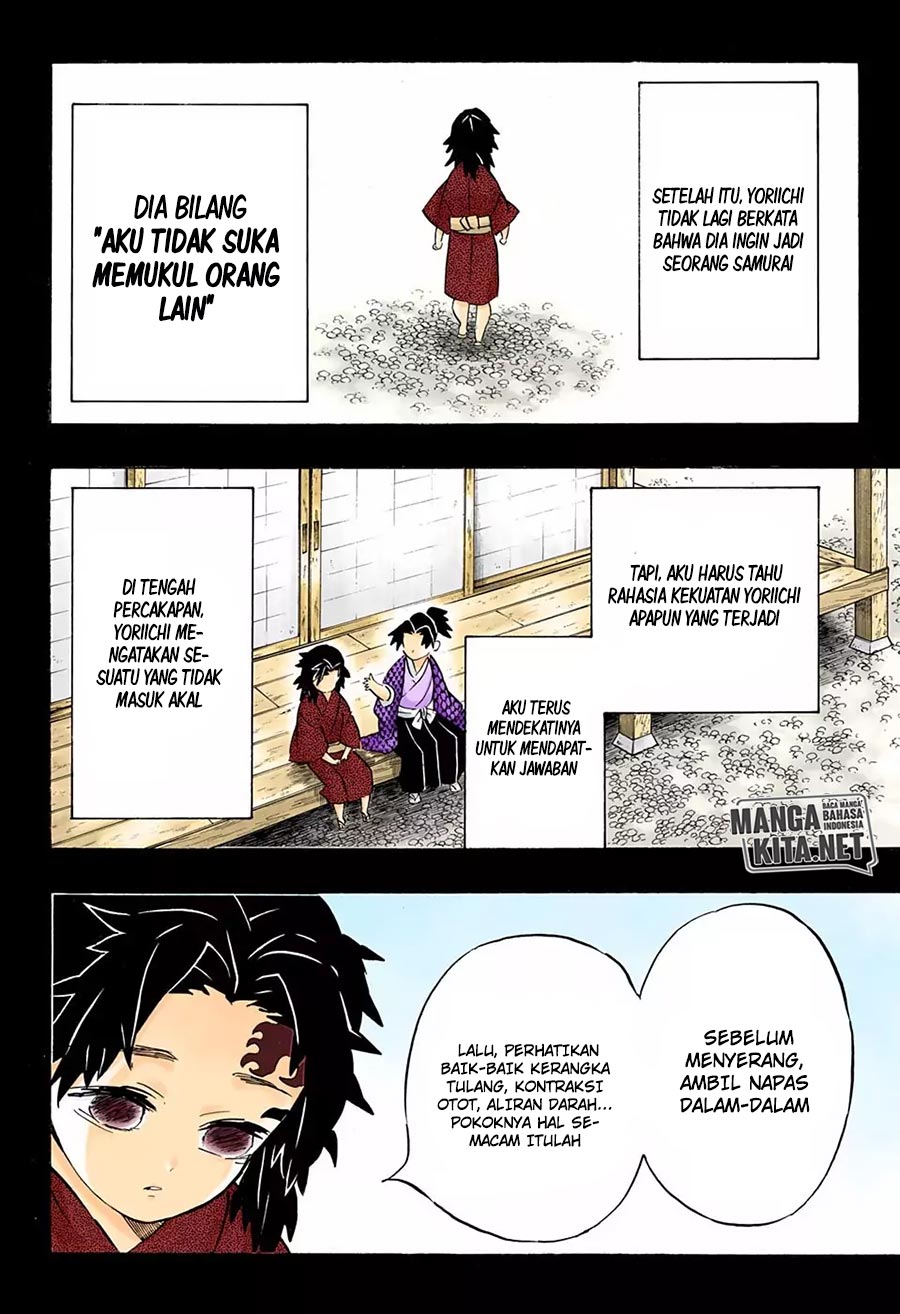 SETELAH ITU, YORIICHI
TIDAK LAGI BERKATA
BAHWA DIA INGIN JADI
SEORANG SAMURAI
DIA BILANG
"AKU TIDAK SUKA
MEMUKUL ORANG
LAIN"
TAPI, AKU HARUS TAHU
RAHASIA KEKUATAN YORIICHI
APAPUN YANG TERJADI
AKU TERUS
MENDEKATINYA
UNTUK MENDAPAT-
KAN JAWABAN
DI TENGAH
PERCAKAPAN,
YORIICHI ME-
NGATAKAN SE-
SUATU YANG TIDAK
MASUK AKAL
MANGA
BACA MANGA
BAHASA
INDONESIA
KITA.NET
SEBELUM
MENYERANG,
AMBIL NAPAS
DALAM-DALAM
LALU, PERHATIKAN
BAIK-BAIK KERANGKA
TULANG, KONTRAKSI
OTOT, ALIRAN DARAH...
POKOKNYA HAL SE-
MACAM ITULAH